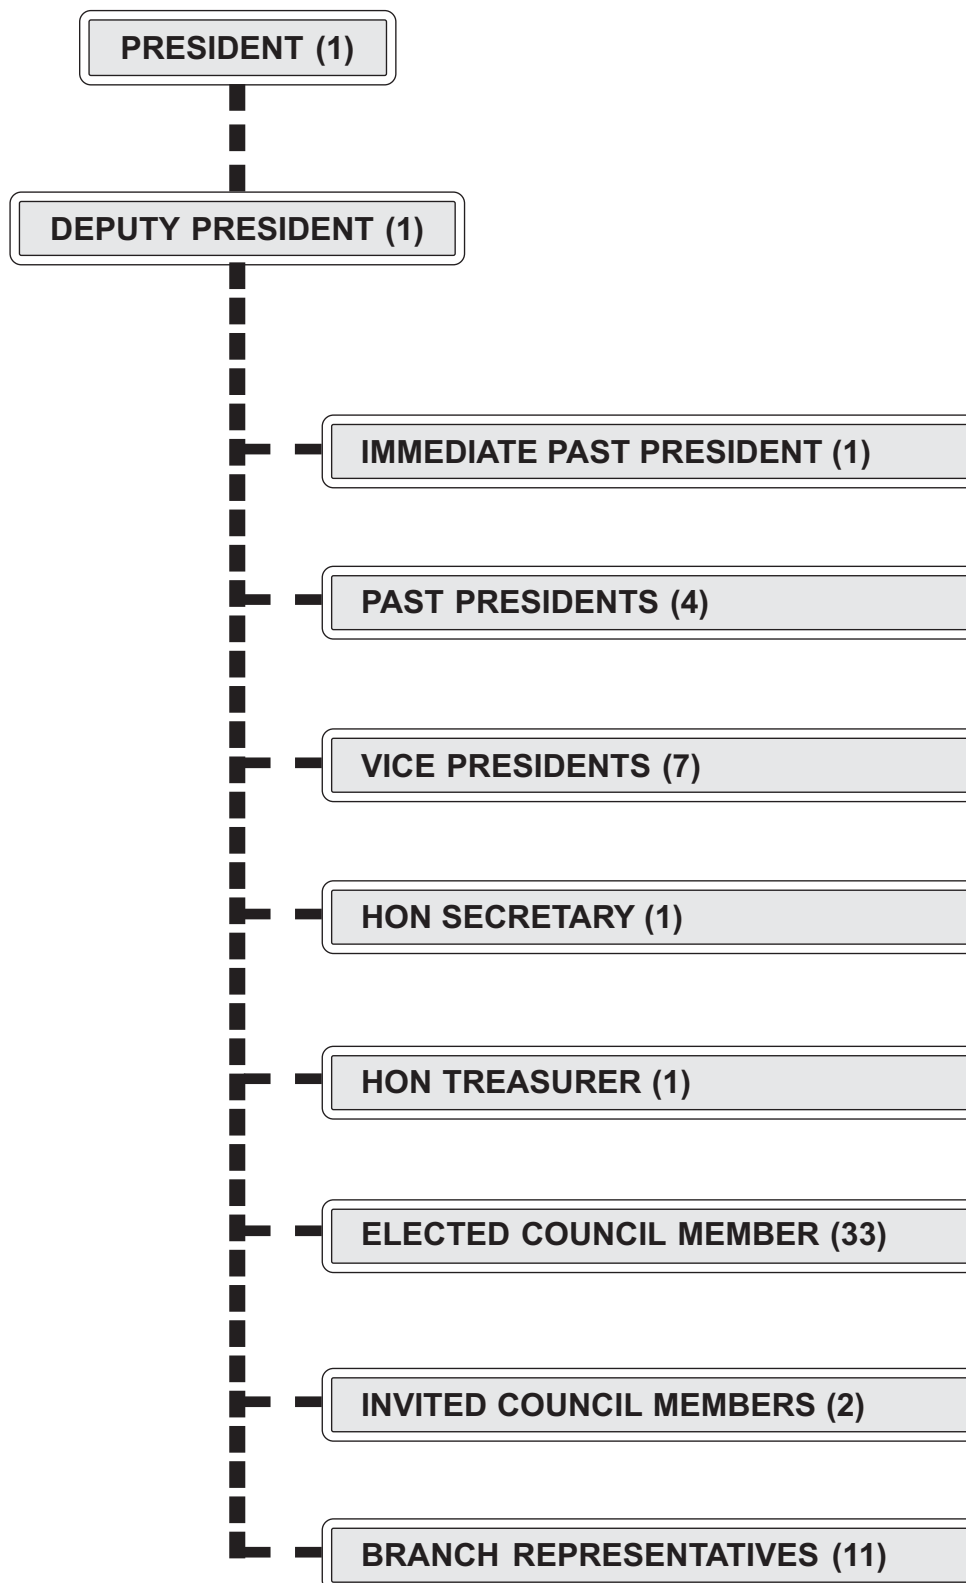 PRESIDENT (1)
DEPUTY PRESIDENT (1)
IMMEDIATE PAST PRESIDENT (1)
PAST PRESIDENTS (4)
VICE PRESIDENTS (7)
HON SECRETARY (1)
HON TREASURER (1)
ELECTED COUNCIL MEMBER (33)
INVITED COUNCIL MEMBERS (2)
BRANCH REPRESENTATIVES (11)